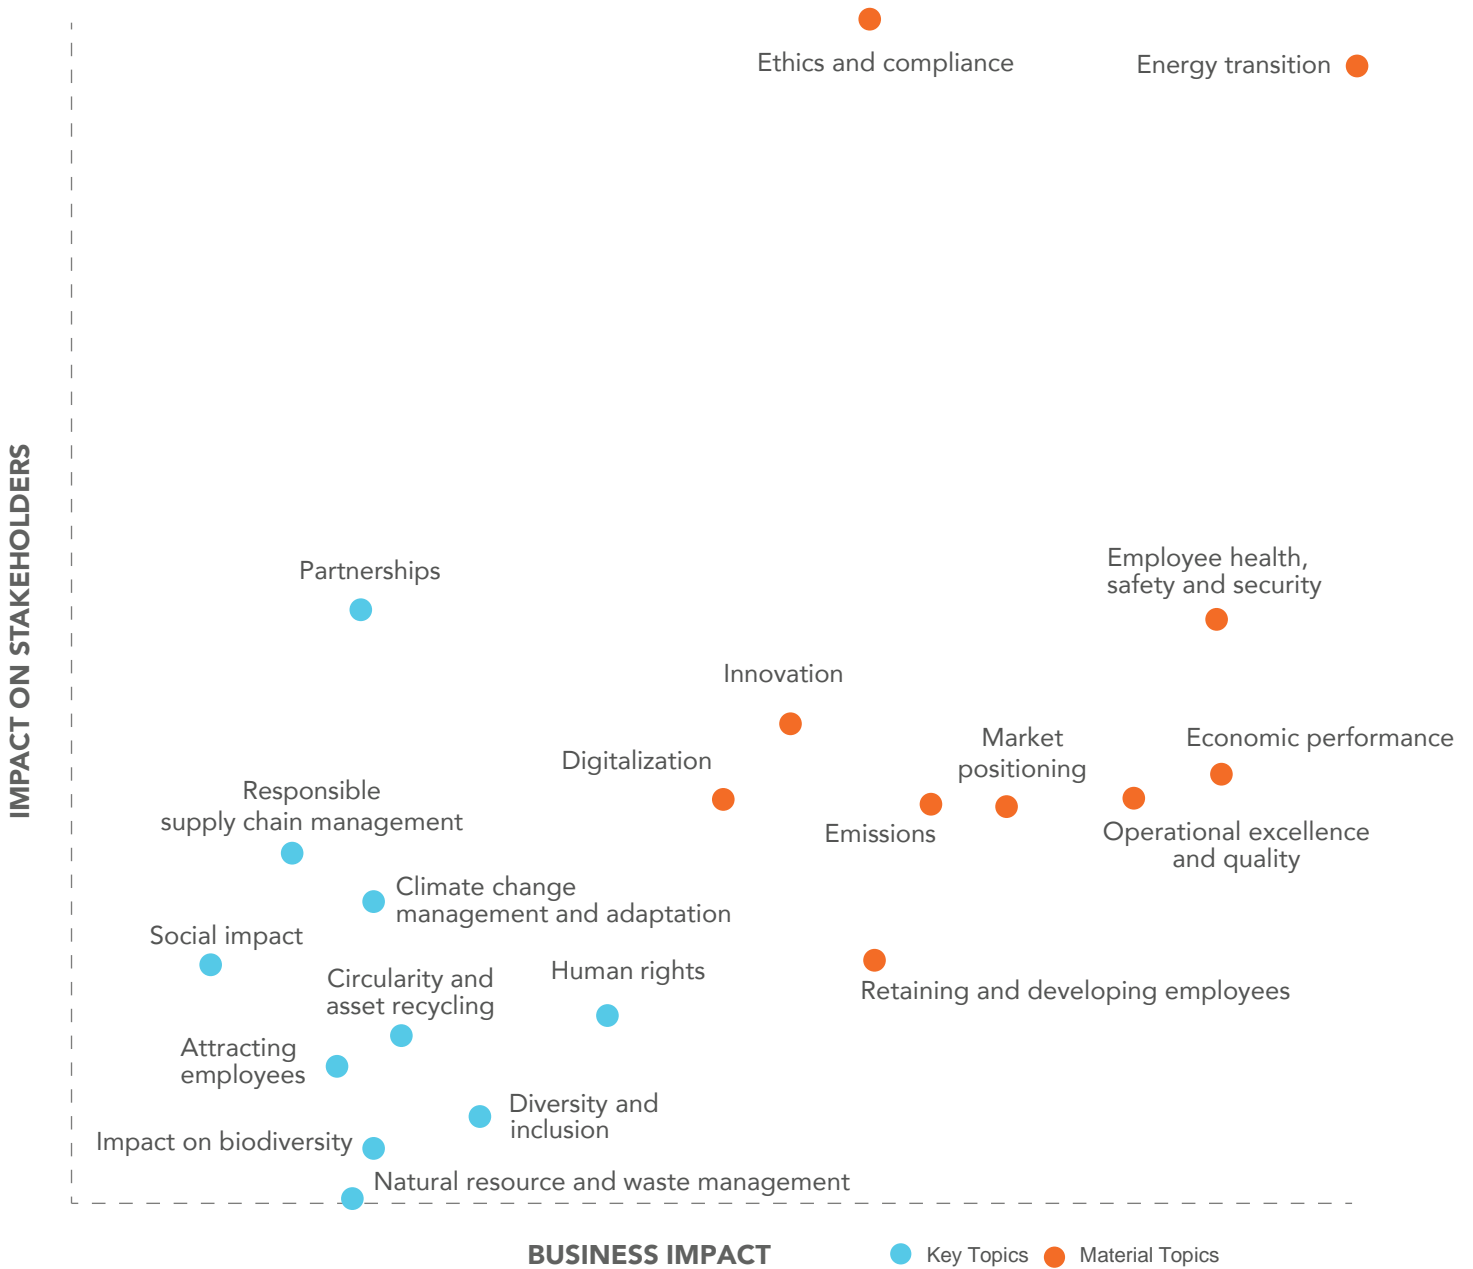 Ethics and compliance
Energy transition
IMPACT ON STAKEHOLDERS
Partnerships
Employee health,
safety and security
Innovation
Digitalization
Market
positioning
Economic performance
Responsible
supply chain management
Emissions
Operational excellence
and quality
Climate change
management and adaptation
Social impact
Circularity and
asset recycling
Human rights
Retaining and developing employees
Attracting
employees
Diversity and
inclusion
Impact on biodiversity
Natural resource and waste management
BUSINESS IMPACT
Key Topics
Material Topics